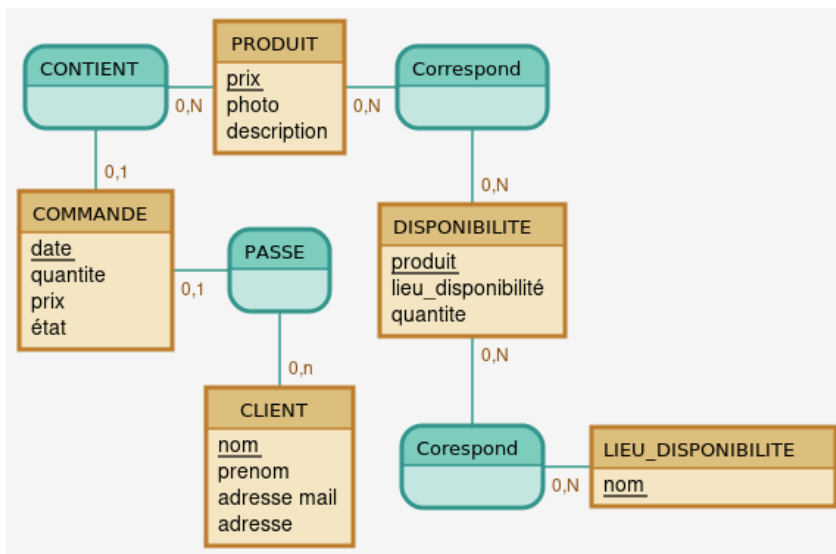 PRODUIT
prix
photo
description
CONTIENT
Correspond
0,N
0,N
0,1
0,N
COMMANDE
date
quantite
prix
état
PASSE
0,1
0,n
DISPONIBILITE
produit
lieu_disponibilité
quantite
0,N
CLIENT
nom
prenom
adresse mail
adresse
Corespond
0,N
LIEU_DISPONIBILITE
nom